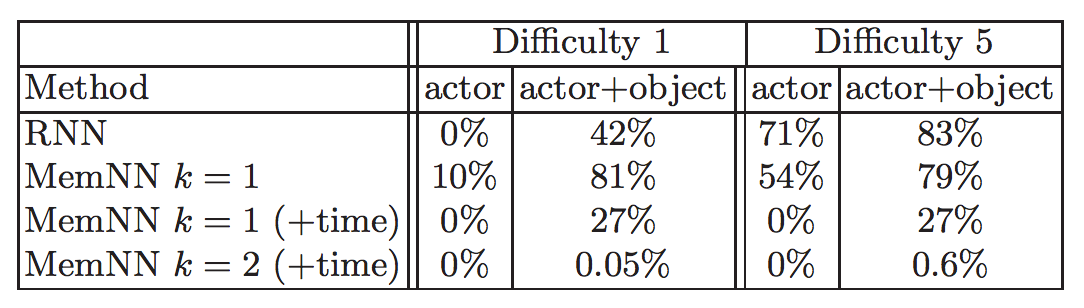 Difficulty 1 Difficulty 5
Method actor actor+object actor actor+object
RNN 0% 42% 71% 83%
MemNN k = 1 10% 81% 54% 79%
MemNN k = 1 (+time) 0% 27% 0% 27%
MemNN k = 2 (+time) 0% 0.05% 0% 0.6%